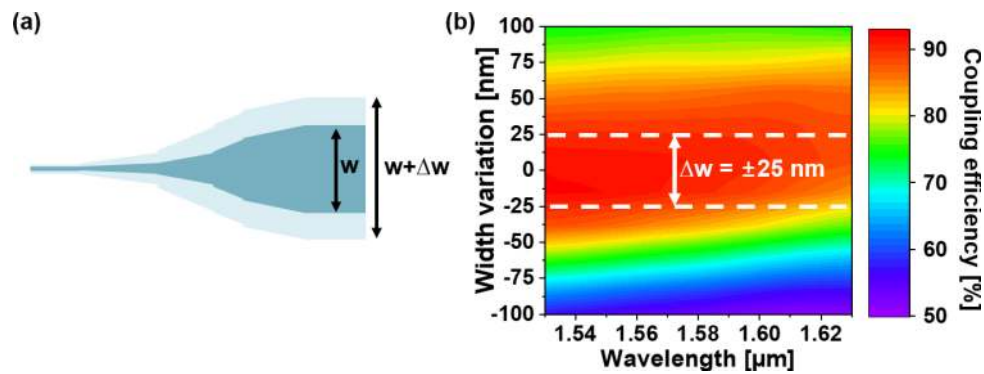 (a)
w
w+Δw
(b)
Width variation [nm]
100
75
50
25
0
-25
-50
-75
-100
Δw = ±25 nm
1.54
1.56
1.58
1.60
1.62
Wavelength [µm]
90
80
70
60
50
Coupling efficiency [%]